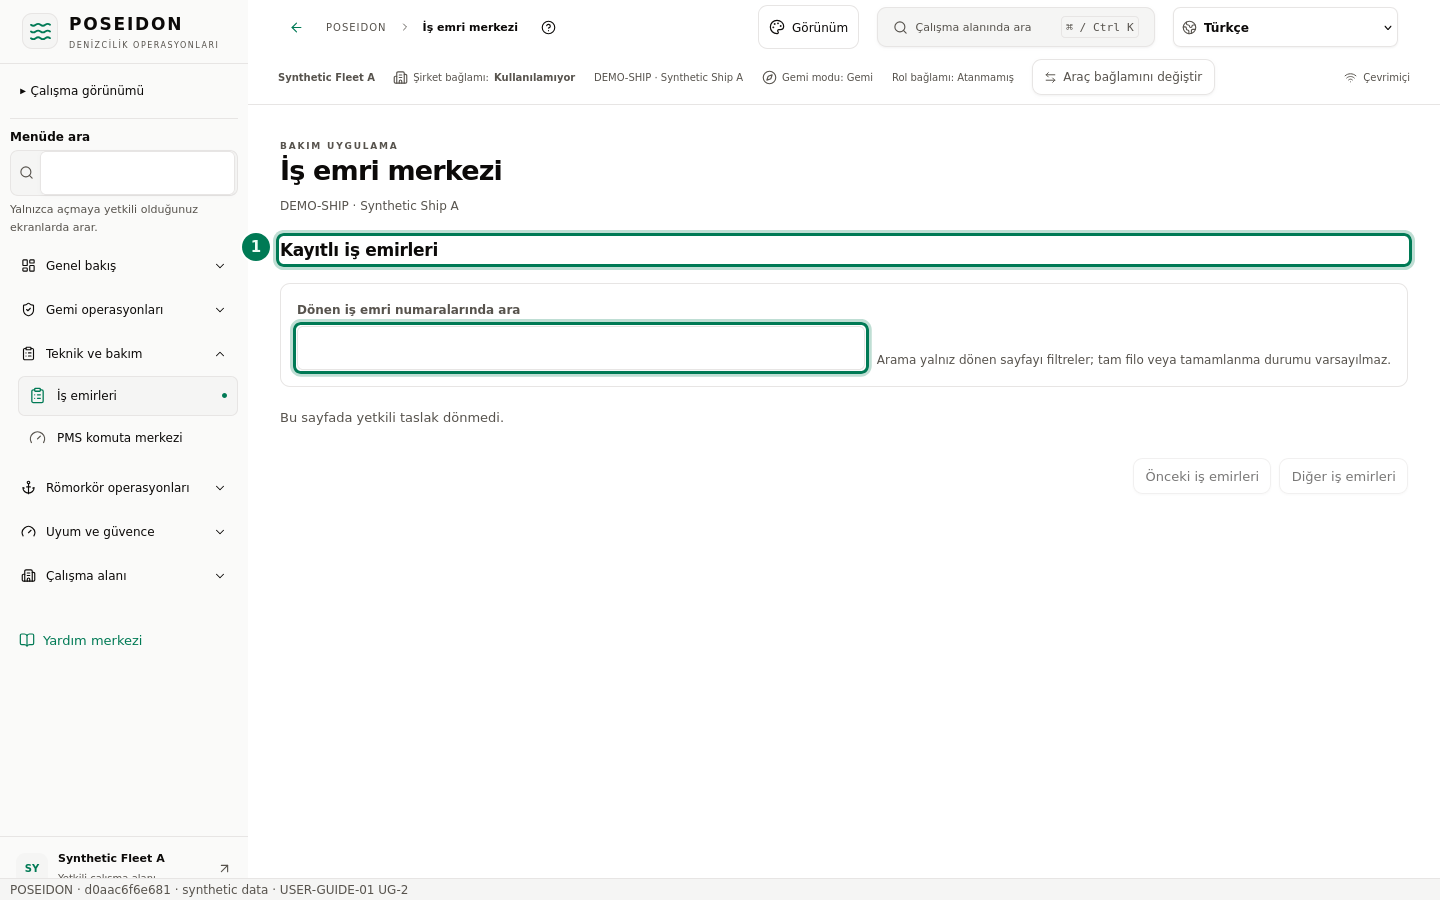 POSEIDON
DENİZCİLİK OPERASYONLARI
▸ Çalışma görünümü
Menüde ara
Yalnızca açmaya yetkili olduğunuz
ekranlarda arar.
Genel bakış
Gemi operasyonları
Teknik ve bakım
İş emirleri
PMS komuta merkezi
Römorkör operasyonları
Uyum ve güvence
Çalışma alanı
Yardım merkezi
SY
Synthetic Fleet A
POSEIDON
İş emri merkezi
Görünüm
Çalışma alanında ara
⌘ / Ctrl K
Türkçe
Synthetic Fleet A
Şirket bağlamı: Kullanılamıyor
DEMO-SHIP · Synthetic Ship A
Gemi modu: Gemi
Rol bağlamı: Atanmamış
Araç bağlamını değiştir
Çevrimiçi
BAKIM UYGULAMA
İş emri merkezi
DEMO-SHIP · Synthetic Ship A
1
Kayıtlı iş emirleri
Dönen iş emri numaralarında ara
Arama yalnız dönen sayfayı filtreler; tam filo veya tamamlanma durumu varsayılmaz.
Bu sayfada yetkili taslak dönmedi.
Önceki iş emirleri
Diğer iş emirleri
POSEIDON · d0aac6f6e681 · synthetic data · USER-GUIDE-01 UG-2